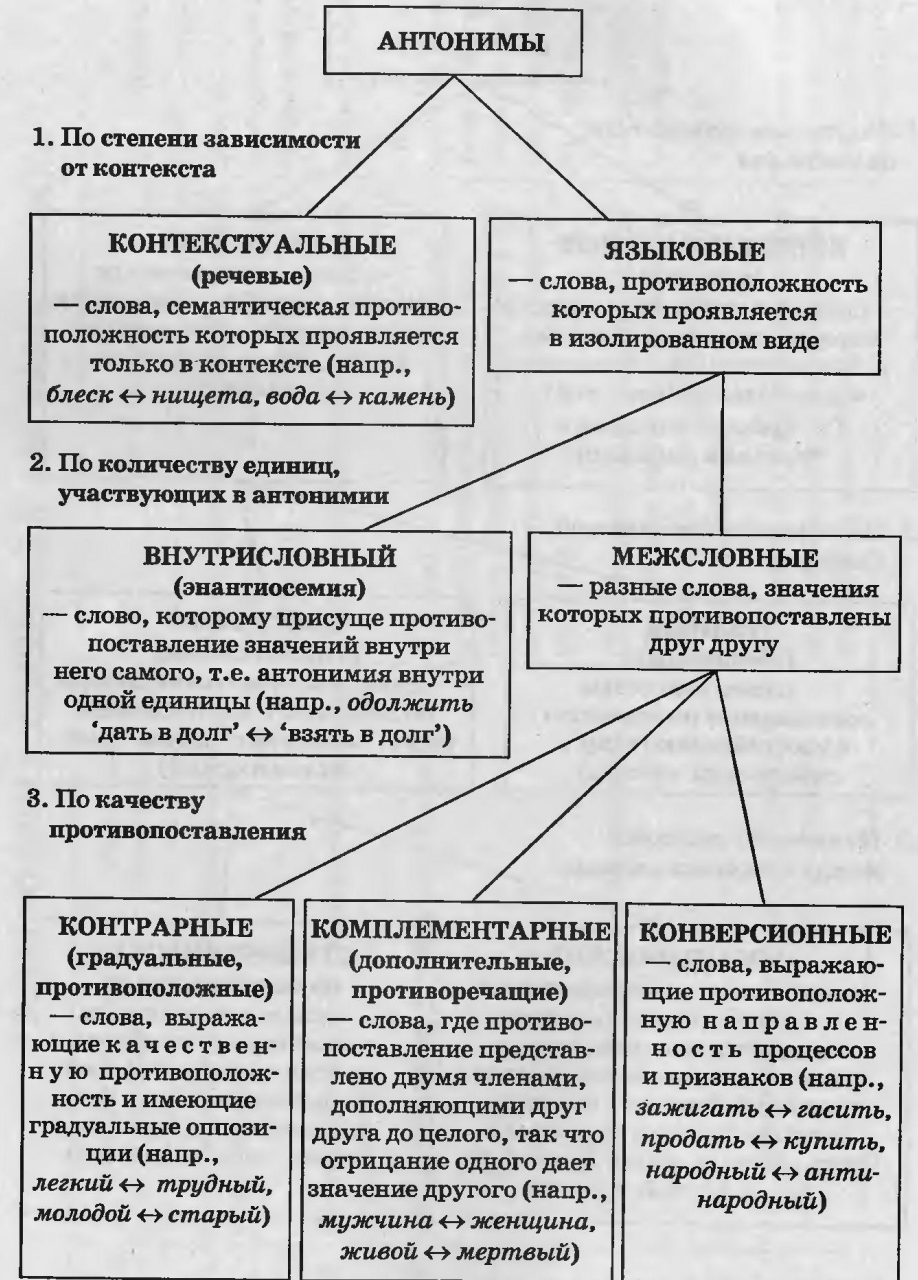 АНТОНИМЫ
1. По степени зависимости
от контекста
КОНТЕКСТУАЛЬНЫЕ
(речевые)
— слова, семантическая противо-
положность которых проявляется
только в контексте (напр.,
блеск ↔ нищета, вода ↔ камень)
ЯЗЫКОВЫЕ
— слова, противоположность
которых проявляется
в изолированном виде
2. По количеству единиц,
участвующих в антонимии
ВНУТРИСЛОВНЫЙ
(энантиосемия)
— слово, которому присуще противо-
поставление значений внутри
него самого, т.е. антонимия внутри
одной единицы (напр., одолжить
‘дать в долг’ ↔ ‘взять в долг’)
МЕЖСЛОВНЫЕ
— разные слова, значения
которых противопоставлены
друг другу
3. По качеству
противопоставления
КОНТРАРНЫЕ
(градуальные,
противоположные)
— слова, выража-
ющие качествен-
ную противополож-
ность и имеющие
градуальные оппози-
ции (напр.,
легкий ↔ трудный,
молодой ↔ старый)
КОМПЛЕМЕНТАРНЫЕ
(дополнительные,
противоречащие)
— слова, где противо-
поставление представ-
лено двумя членами,
дополняющими друг
друга до целого, так что
отрицание одного дает
значение другого (напр.,
мужчина ↔ женщина,
живой ↔ мертвый)
КОНВЕРСИОННЫЕ
— слова, выражаю-
щие противополож-
ную направлен-
ность процессов
и признаков (напр.,
зажигать ↔ гасить,
продать ↔ купить,
народный ↔ анти-
народный)